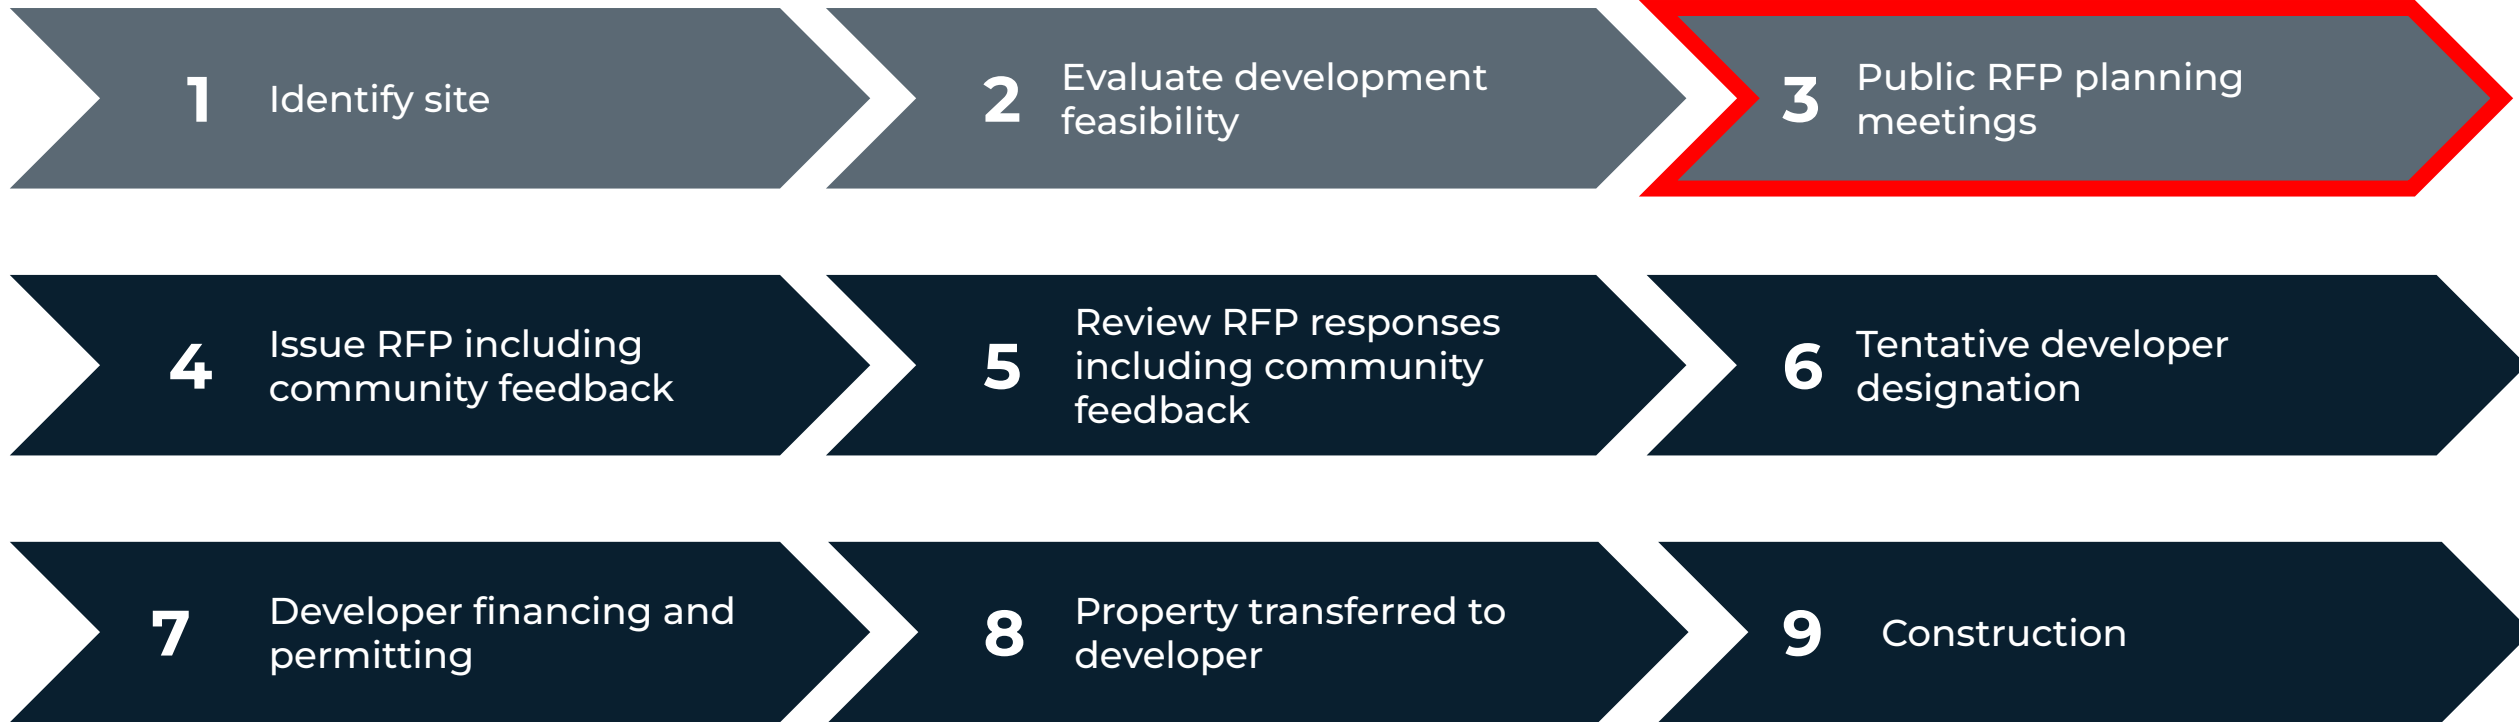 1 Identify site
2 Evaluate development
feasibility
3 Public RFP planning
meetings
4 Issue RFP including
community feedback
5 Review RFP responses
including community
feedback
6 Tentative developer
designation
7 Developer financing and
permitting
8 Property transferred to
developer
9 Construction